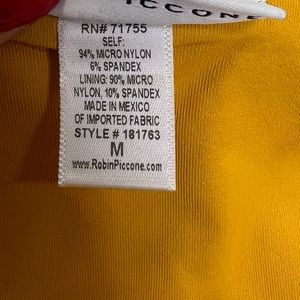 PICCONE
RN# 71755
SELF:
94% MICRO NYLON
6% SPANDEX
LINING: 90% MICRO
NYLON, 10% SPANDEX
MADE IN MEXICO
OF IMPORTED FABRIC
STYLE # 181763
M
www.RobinPiccone.com